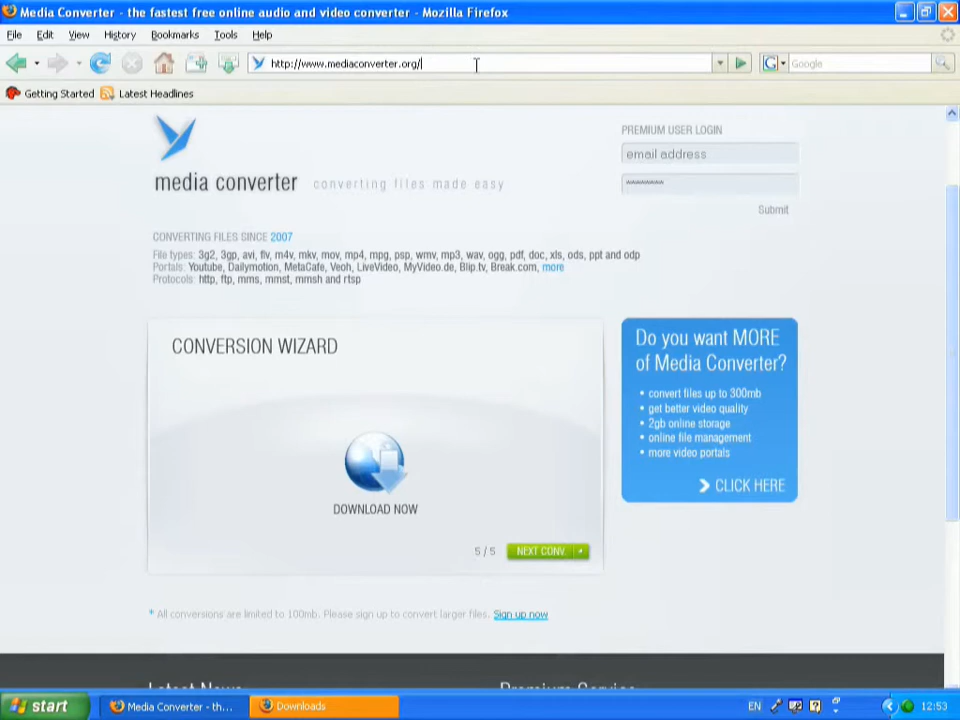 Media Converter - the fastest free online audio and video converter - Mozilla Firefox
File Edit View History Bookmarks Tools Help
http://www.mediaconverter.org/
G Google
Getting Started Latest Headlines
PREMIUM USER LOGIN
email address
********
Submit
media converter converting files made easy
CONVERTING FILES SINCE 2007
File types: 3g2, 3gp, avi, flv, m4v, mkv, mov, mp4, mpg, psp, wmv, mp3, wav, ogg, pdf, doc, xls, ods, ppt and odp
Portals: Youtube, Dailymotion, MetaCafe, Veoh, LiveVideo, MyVideo.de, Blip.tv, Break.com, more
Protocols: http, ftp, mms, mmst, mmsh and rtsp
CONVERSION WIZARD
DOWNLOAD NOW
5 / 5 NEXT CONV.
Do you want MORE
of Media Converter?
• convert files up to 300mb
• get better video quality
• 2gb online storage
• online file management
• more video portals
CLICK HERE
* All conversions are limited to 100mb. Please sign up to convert larger files. Sign up now
Latest News Premium Service
start Media Converter - th... Downloads EN 12:53